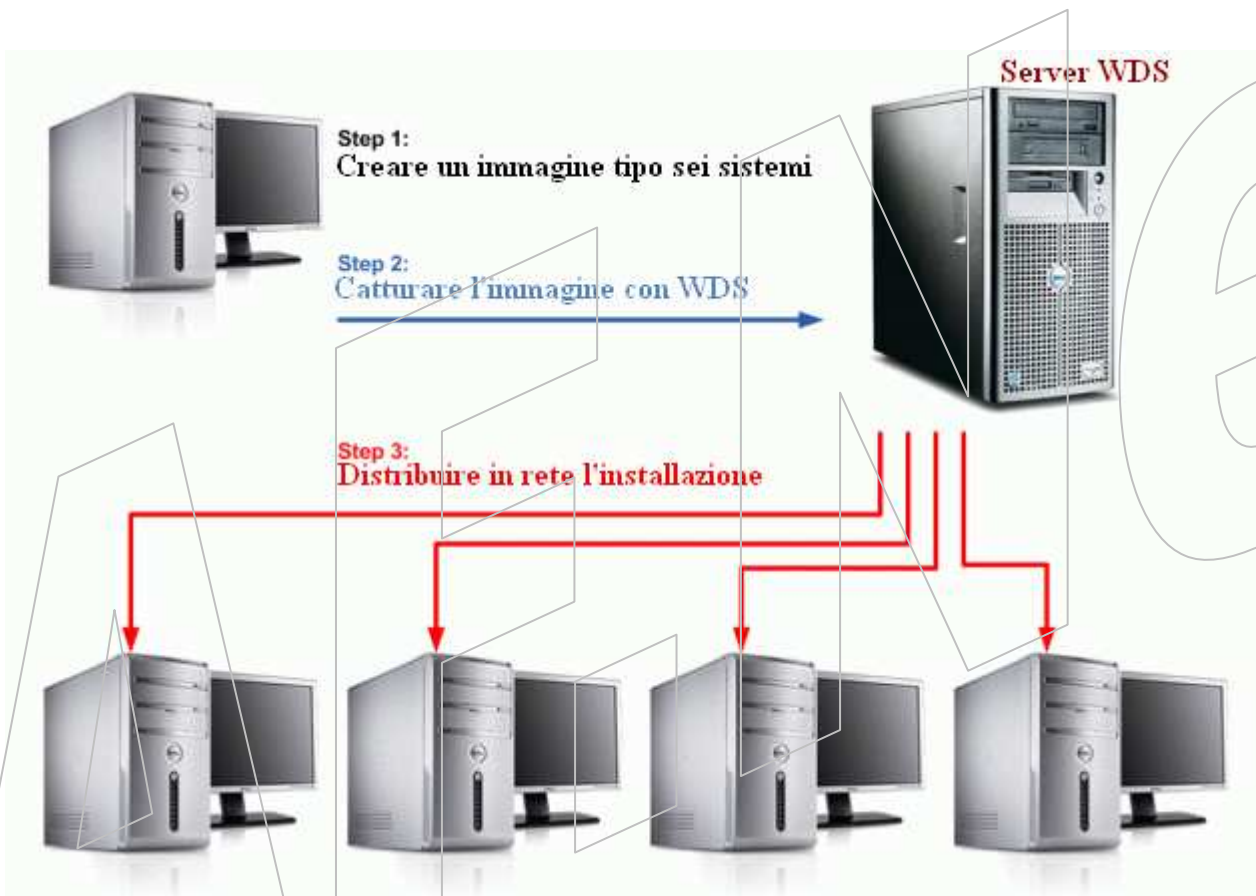 Server WDS
Step 1:
Creare un immagine tipo sei sistemi
Step 2:
Catturare l'immagine con WDS
Step 3:
Distribuire in rete l'installazione